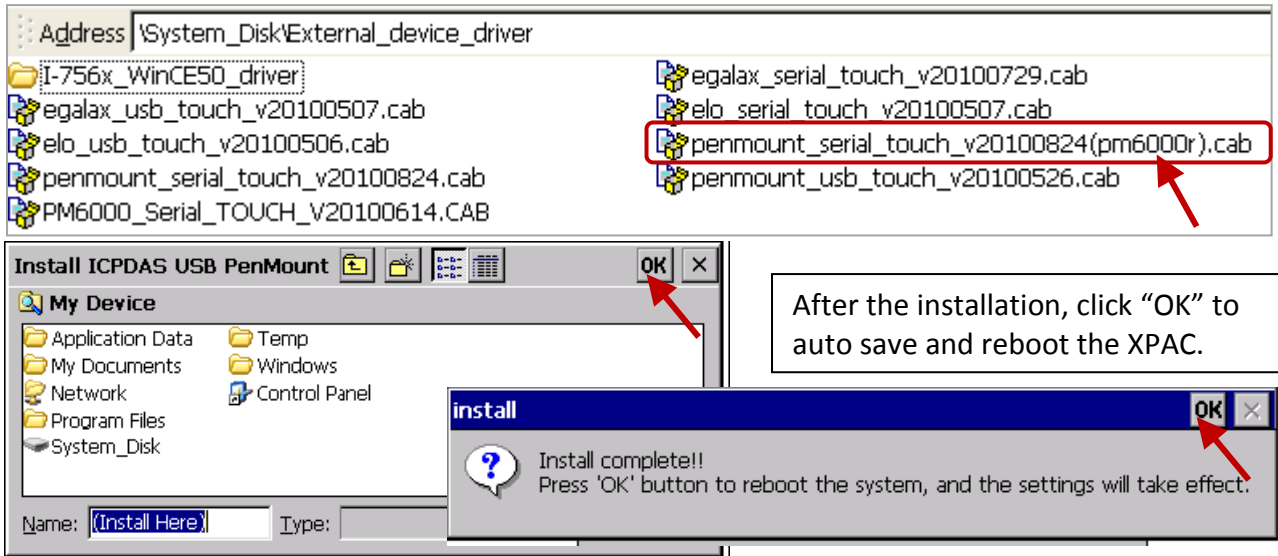 Address \System_Disk\External_device_driver
I-756x_WinCE50_driver
egalax_usb_touch_v20100507.cab
elo_usb_touch_v20100506.cab
penmount_serial_touch_v20100824.cab
PM6000_Serial_TOUCH_V20100614.CAB
egalax_serial_touch_v20100729.cab
elo_serial_touch_v20100507.cab
penmount_serial_touch_v20100824(pm6000r).cab
penmount_usb_touch_v20100526.cab
Install ICPDAS USB PenMount OK ×
My Device
Application Data
My Documents
Network
Program Files
System_Disk
Temp
Windows
Control Panel
Name: (Install Here) Type:
After the installation, click “OK” to
auto save and reboot the XPAC.
install OK ×
Install complete!!
Press 'OK' button to reboot the system, and the settings will take effect.